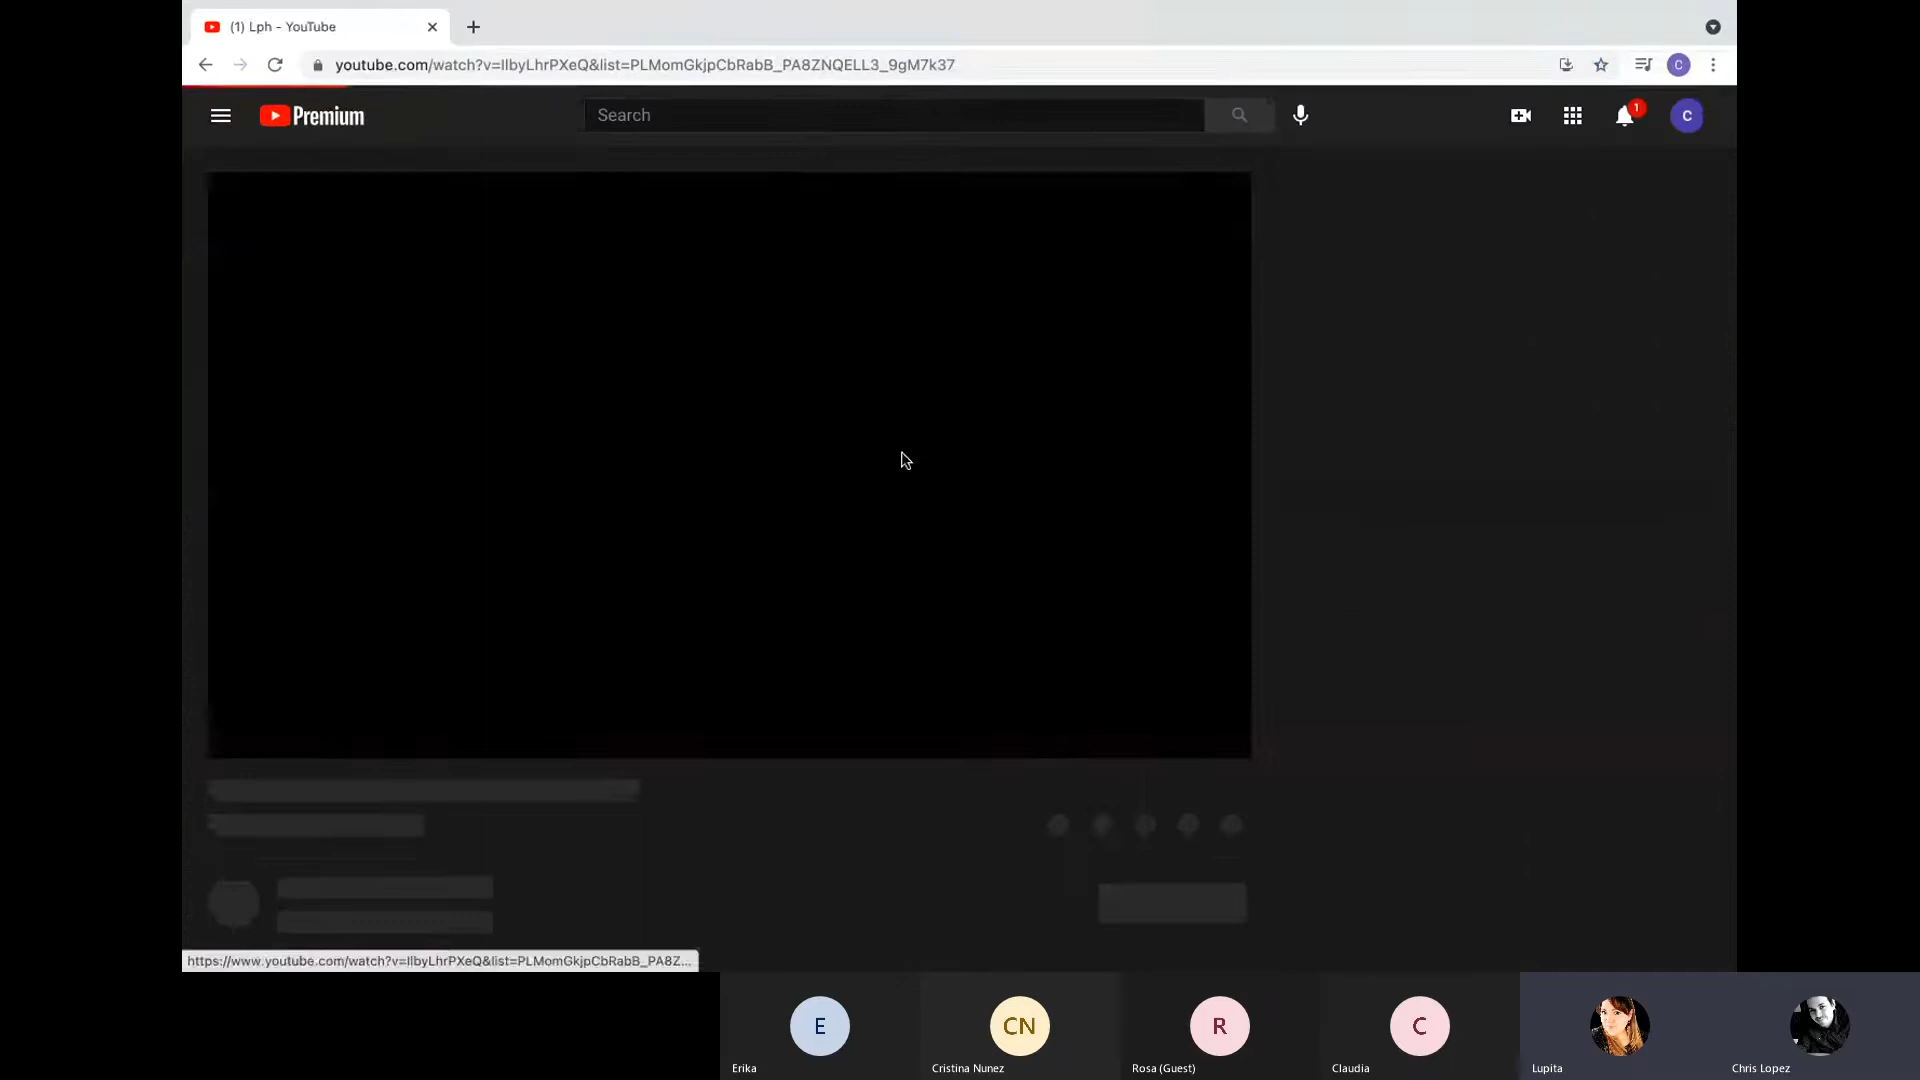 (1) Lph - YouTube
youtube.com/watch?v=IlbyLhrPXeQ&list=PLMomGkjpCbRabB_PA8ZNQELL3_9gM7k37
C
Premium
Search
1
C
https://www.youtube.com/watch?v=IlbyLhrPXeQ&list=PLMomGkjpCbRabB_PA8Z...
E
CN
R
C
Erika
Cristina Nunez
Rosa (Guest)
Claudia
Lupita
Chris Lopez